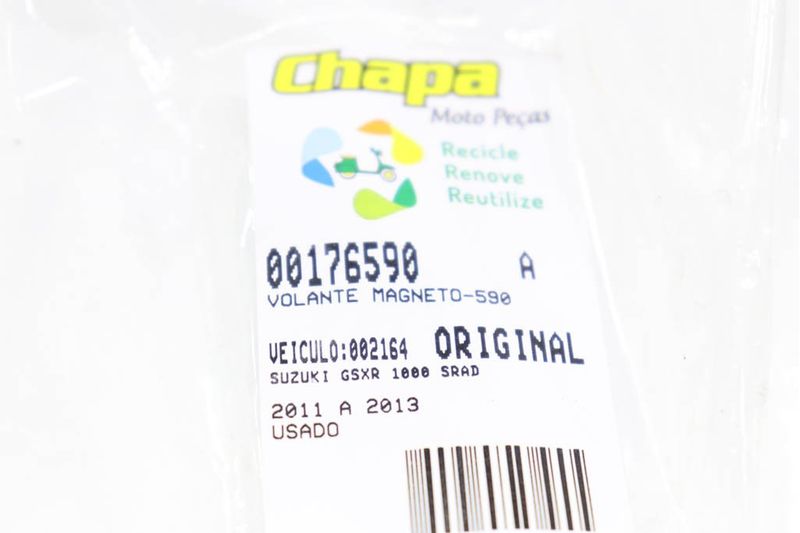 Chapa
Moto Peças
Recicle
Renove
Reutilize
00176590 A
VOLANTE MAGNETO-590
VEICULO:002164 ORIGINAL
SUZUKI GSXR 1000 SRAD
2011 A 2013
USADO